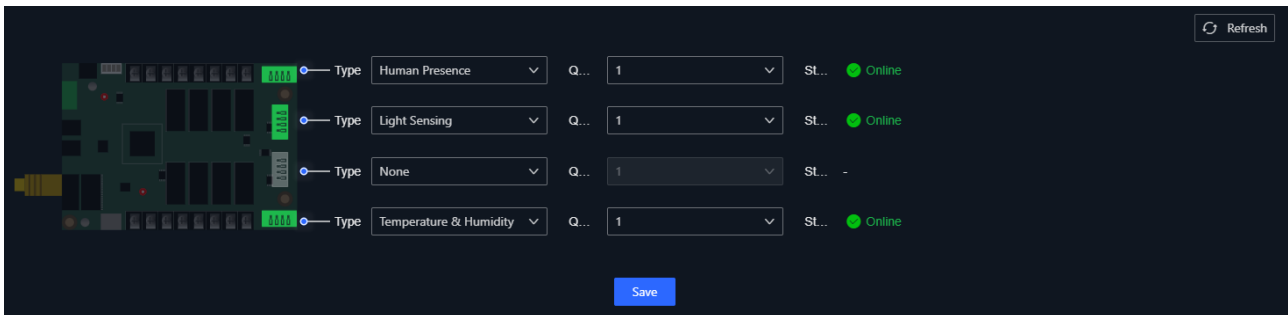 Refresh
Type Human Presence Q... 1 St... Online
Type Light Sensing Q... 1 St... Online
Type None Q... 1 St... -
Type Temperature & Humidity Q... 1 St... Online
Save